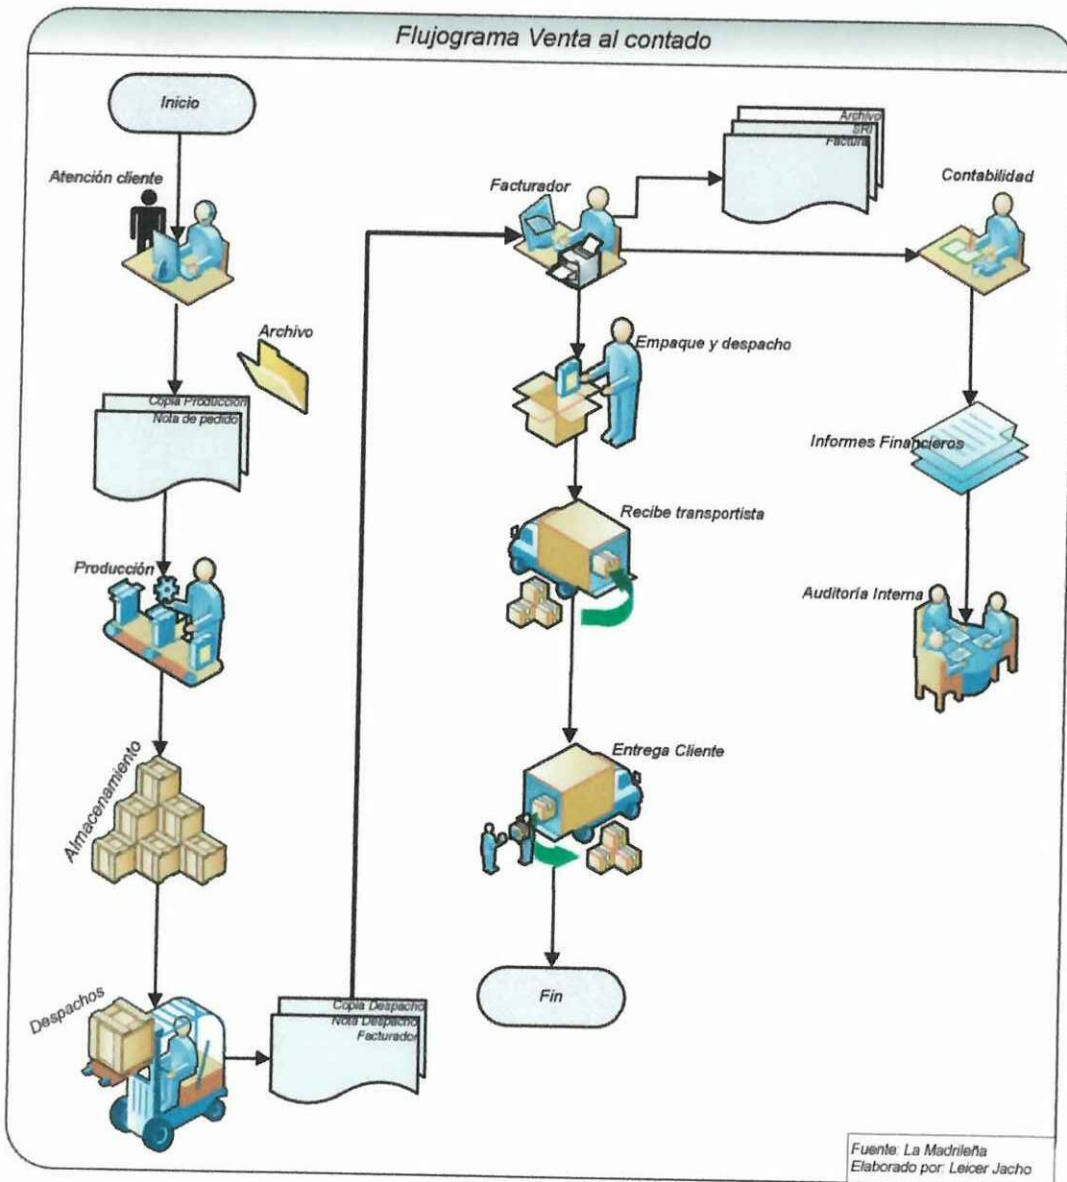 Flujograma Venta al contado
Inicio
Atención cliente
Archivo
Copia Producción
Nota de pedido
Producción
Almacenamiento
Despachos
Copia Despacho
Nota Despacho
Facturador
Facturador
Archivo
SRI
Factura
Contabilidad
Empaque y despacho
Informes Financieros
Recibe transportista
Auditoría Interna
Entrega Cliente
Fin
Fuente: La Madrileña
Elaborado por: Leicer Jacho